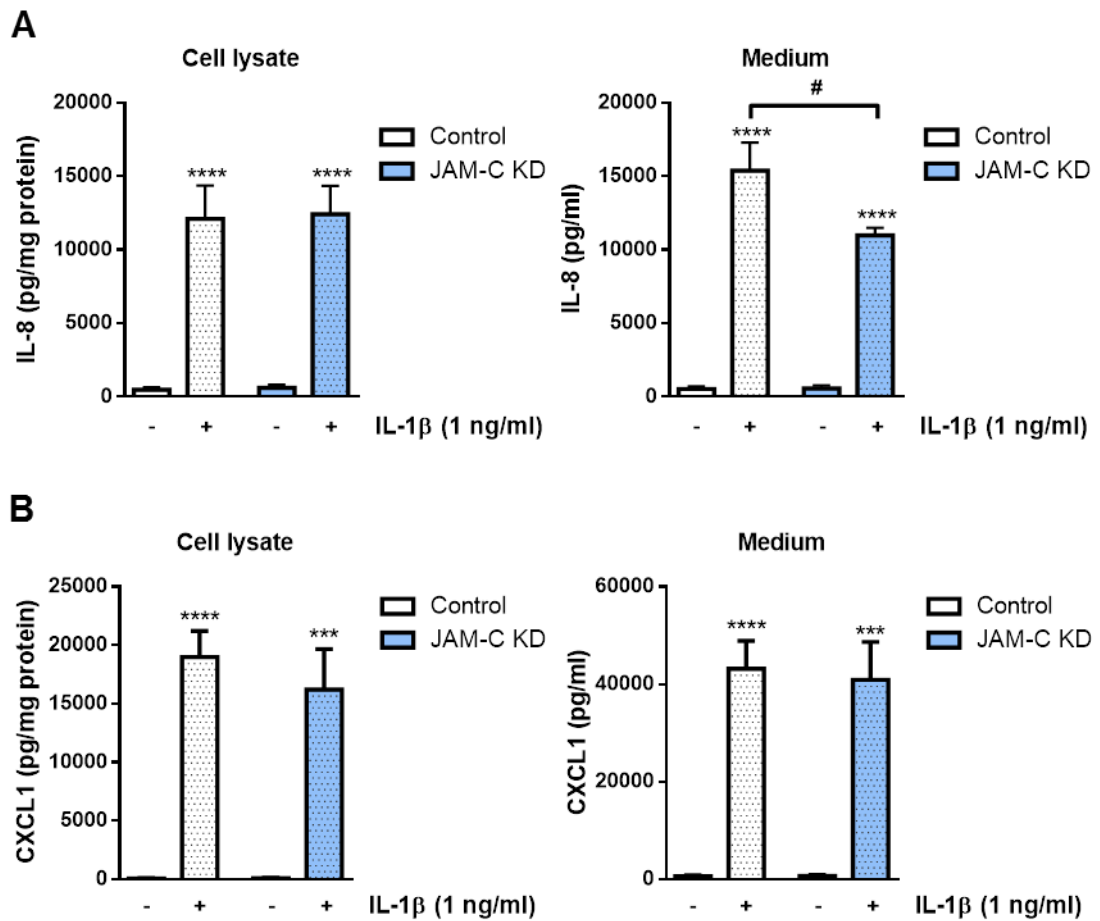 A
Cell lysate
IL-8 (pg/mg protein)
20000
15000
10000
5000
0
**** ****
Control
JAM-C KD
- + - + IL-1β (1 ng/ml)
Medium
IL-8 (pg/ml)
20000
15000
10000
5000
0
#
****
****
Control
JAM-C KD
- + - + IL-1β (1 ng/ml)
B
Cell lysate
CXCL1 (pg/mg protein)
25000
20000
15000
10000
5000
0
****
***
Control
JAM-C KD
- + - + IL-1β (1 ng/ml)
Medium
CXCL1 (pg/ml)
60000
40000
20000
0
****
***
Control
JAM-C KD
- + - + IL-1β (1 ng/ml)